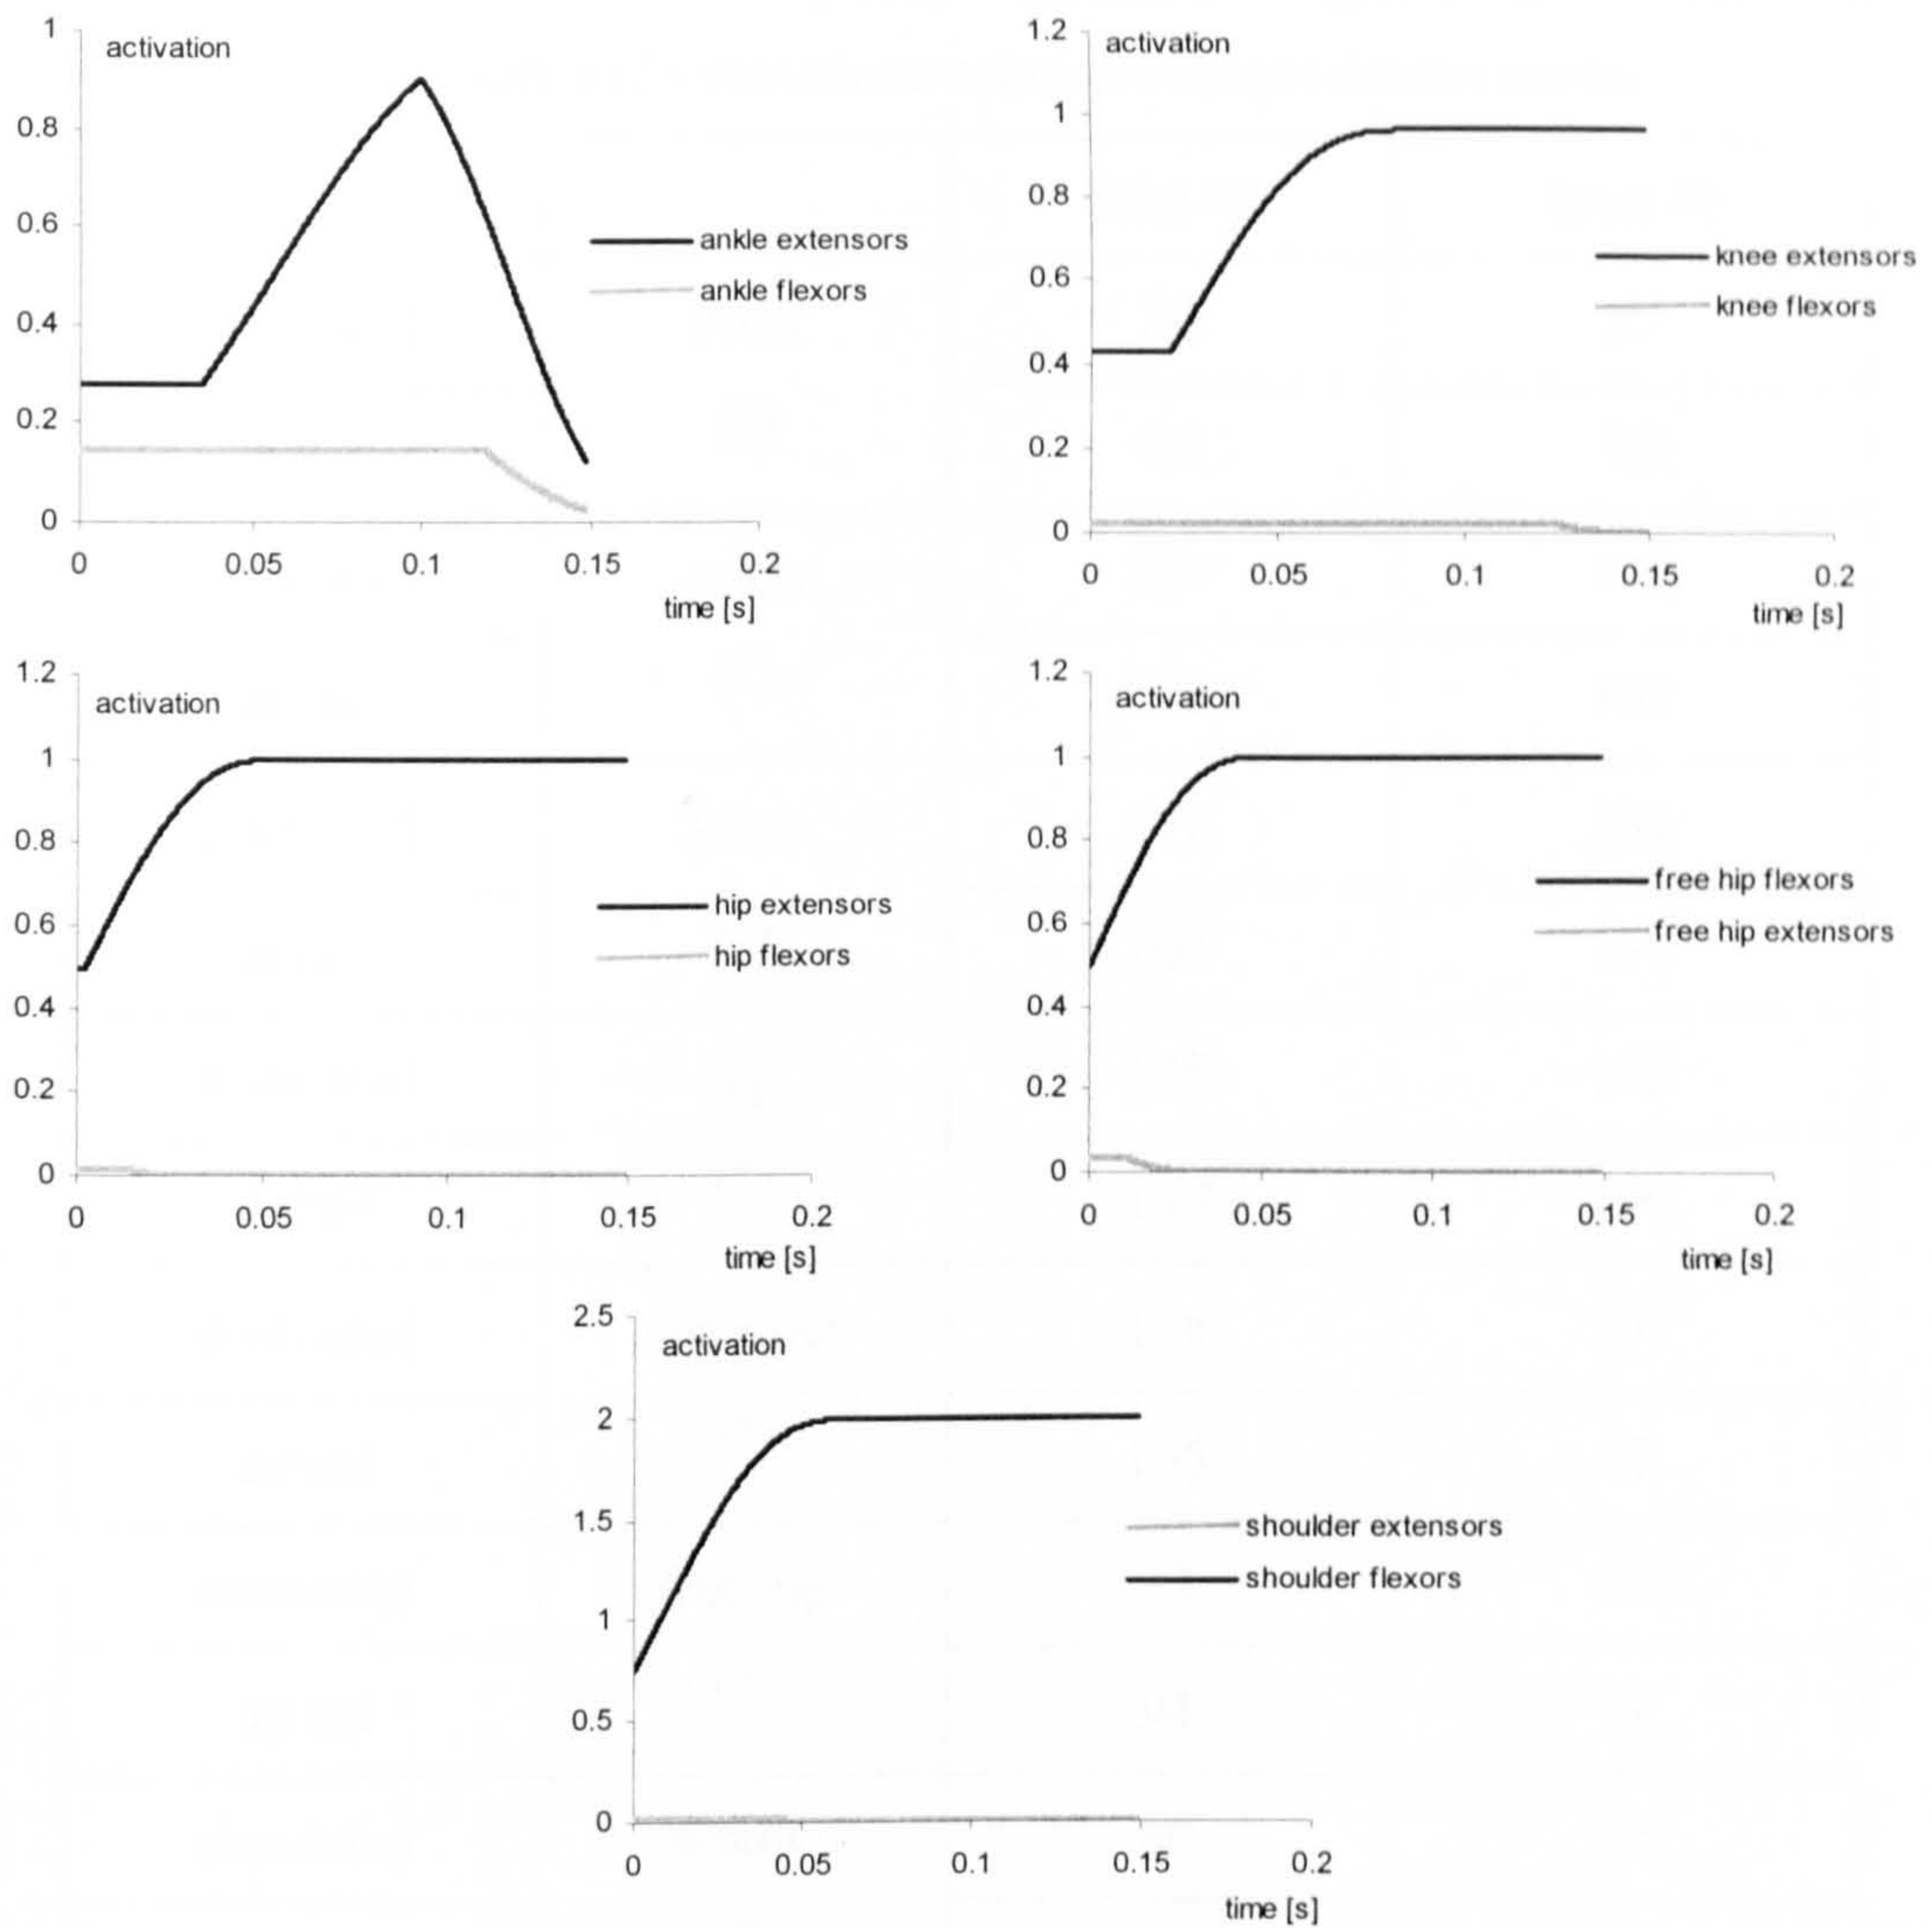 1
activation
0.8
0.6
ankle extensors
ankle flexors
0.4
0.2
0
0 0.05 0.1 0.15 0.2
time [s]
1.2
activation
1
0.8
0.6
knee extensors
knee flexors
0.4
0.2
0
0 0.05 0.1 0.15 0.2
time [s]
1.2
activation
1
0.8
0.6
hip extensors
hip flexors
0.4
0.2
0
0 0.05 0.1 0.15 0.2
time [s]
1.2
activation
1
0.8
free hip flexors
0.6
free hip extensors
0.4
0.2
0
0 0.05 0.1 0.15 0.2
time [s]
2.5
activation
2
1.5
shoulder extensors
shoulder flexors
1
0.5
0
0 0.05 0.1 0.15 0.2
time [s]